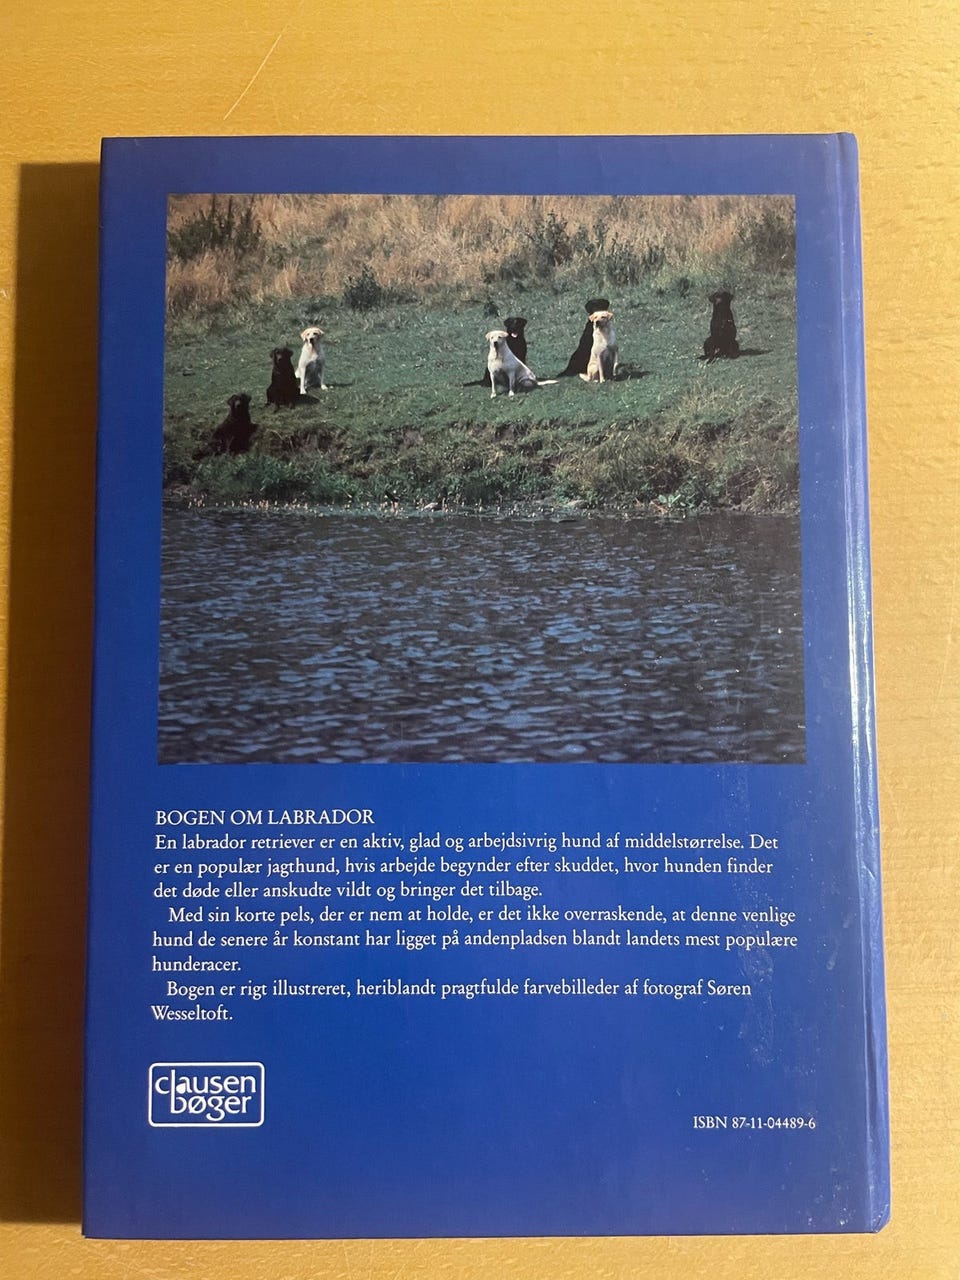 BOGEN OM LABRADOR
En labrador retriever er en aktiv, glad og arbejdsivrig hund af middelstørrelse. Det
er en populær jagthund, hvis arbejde begynder efter skuddet, hvor hunden finder
det døde eller anskudte vildt og bringer det tilbage.
Med sin korte pels, der er nem at holde, er det ikke overraskende, at denne venlige
hund de senere år konstant har ligget på andenpladsen blandt landets mest populære
hunderacer.
Bogen er rigt illustreret, heriblandt pragtfulde farvebilleder af fotograf Søren
Wesseltoft.
clausen
bøger
ISBN 87-11-04489-6